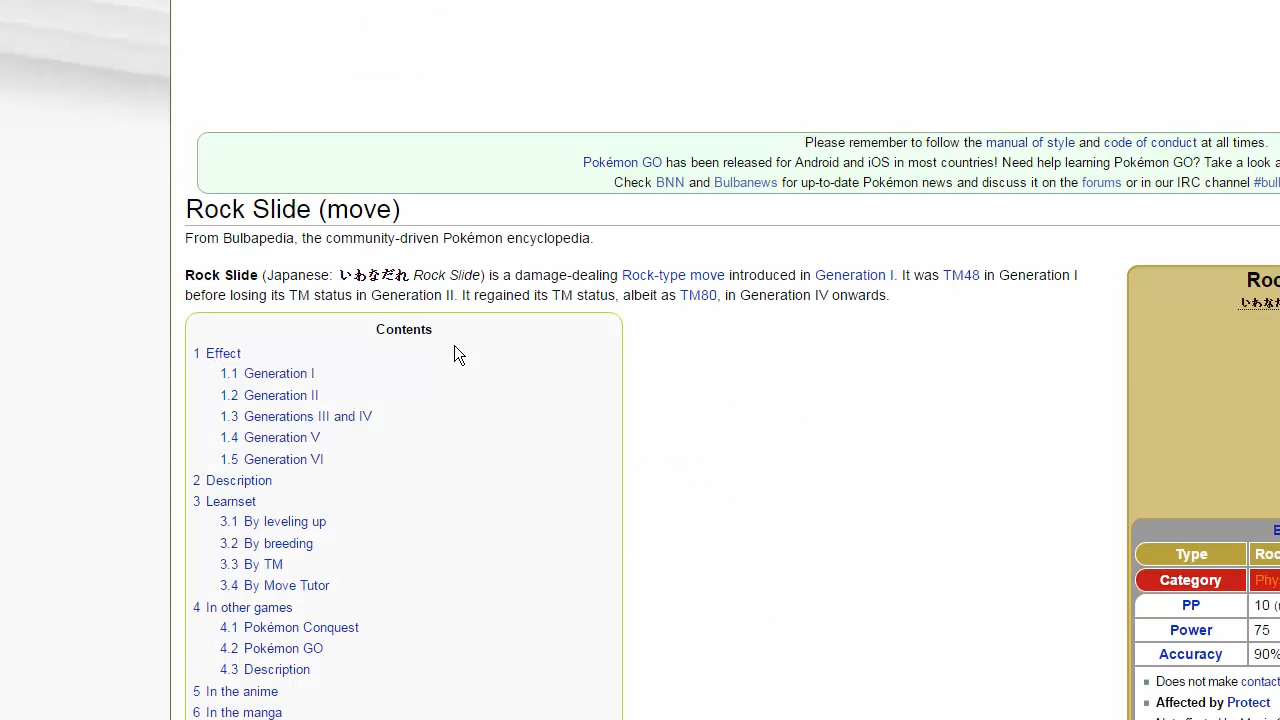 Please remember to follow the manual of style and code of conduct at all times.
Pokémon GO has been released for Android and iOS in most countries! Need help learning Pokémon GO? Take a look a
Check BNN and Bulbanews for up-to-date Pokémon news and discuss it on the forums or in our IRC channel #bul
Rock Slide (move)
From Bulbapedia, the community-driven Pokémon encyclopedia.
Rock Slide (Japanese: いわなだれ Rock Slide) is a damage-dealing Rock-type move introduced in Generation I. It was TM48 in Generation I
before losing its TM status in Generation II. It regained its TM status, albeit as TM80, in Generation IV onwards.
Contents
1 Effect
1.1 Generation I
1.2 Generation II
1.3 Generations III and IV
1.4 Generation V
1.5 Generation VI
2 Description
3 Learnset
3.1 By leveling up
3.2 By breeding
3.3 By TM
3.4 By Move Tutor
4 In other games
4.1 Pokémon Conquest
4.2 Pokémon GO
4.3 Description
5 In the anime
6 In the manga
Roc
いわなだ
Type Roc
Category Phy
PP 10 (
Power 75
Accuracy 90%
Does not make contact
Affected by Protect